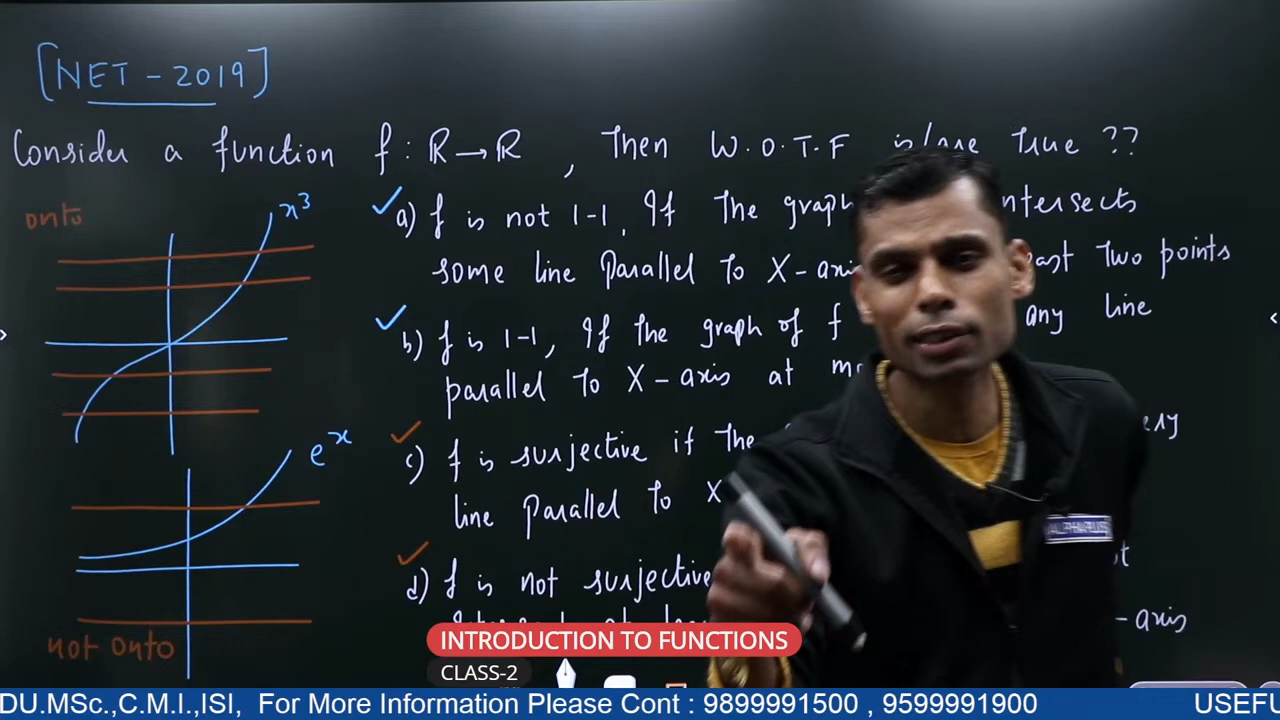 [NET - 2019]
Consider a function f : R → R , Then W.O.T.F is/are True ??
onto
x³
a) f is not 1-1, If The graph
ntersects
some line Parallel To X-axis
Two points
b) f is 1-1, If the graph of f
any line
parallel To X-axis at
c) f is surjective if The
line parallel To X
d) f is not surjective
-axis
eˣ
not onto
ALPHAPLUS
INTRODUCTION TO FUNCTIONS
CLASS-2
DU.MSc.,C.M.I.,ISI, For More Information Please Cont : 9899991500 , 9599991900
USEFU